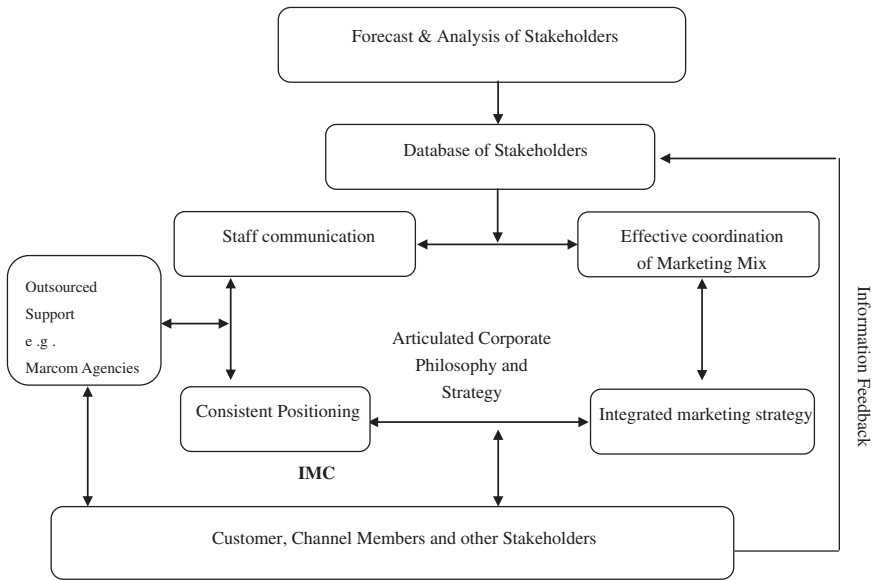 Forecast & Analysis of Stakeholders
Database of Stakeholders
Staff communication
Effective coordination
of Marketing Mix
Outsourced
Support
e .g .
Marcom Agencies
Articulated Corporate
Philosophy and
Strategy
Information Feedback
Consistent Positioning
Integrated marketing strategy
IMC
Customer, Channel Members and other Stakeholders